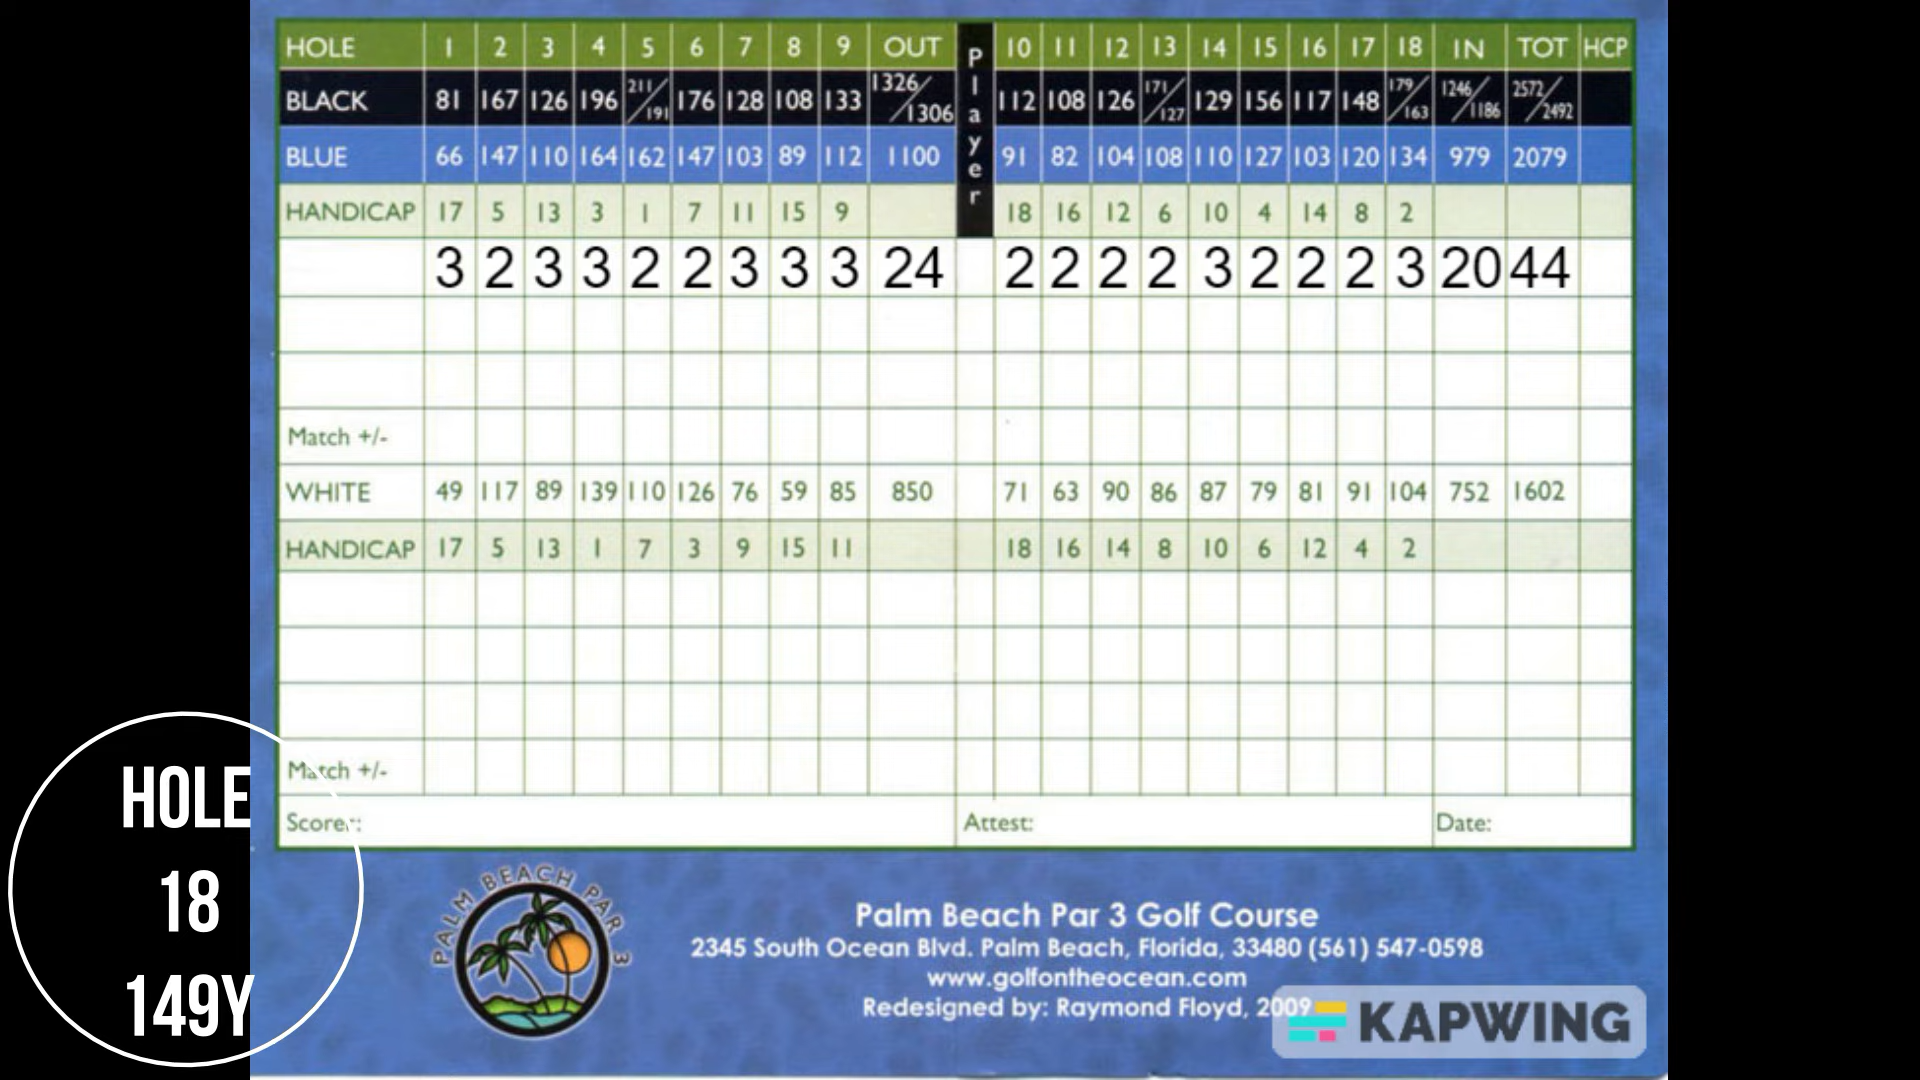 HOLE 1 2 3 4 5 6 7 8 9 OUT Player 10 11 12 13 14 15 16 17 18 IN TOT HCP
BLACK 81 167 126 196 211/191 176 128 108 133 1326/1306 112 108 126 171/127 129 156 117 148 179/163 1246/1186 2572/2492
BLUE 66 147 110 164 162 147 103 89 112 1100 91 82 104 108 110 127 103 120 134 979 2079
HANDICAP 17 5 13 3 1 7 11 15 9 18 16 12 6 10 4 14 8 2
3 2 3 3 2 2 3 3 3 24 2 2 2 2 3 2 2 2 3 20 44
Match +/-
WHITE 49 117 89 139 110 126 76 59 85 850 71 63 90 86 87 79 81 91 104 752 1602
HANDICAP 17 5 13 1 7 3 9 15 11 18 16 14 8 10 6 12 4 2
Match +/-
Scorer: Attest: Date:
HOLE
18
149Y
PALM BEACH PAR 3
Palm Beach Par 3 Golf Course
2345 South Ocean Blvd. Palm Beach, Florida, 33480 (561) 547-0598
www.golfontheocean.com
Redesigned by: Raymond Floyd, 2009
KAPWING